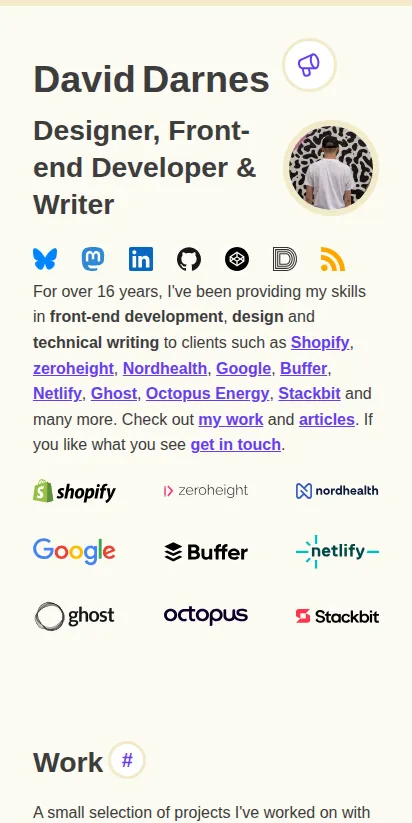 David Darnes
Designer, Front-
end Developer &
Writer
For over 16 years, I've been providing my skills
in front-end development, design and
technical writing to clients such as Shopify,
zeroheight, Nordhealth, Google, Buffer,
Netlify, Ghost, Octopus Energy, Stackbit and
many more. Check out my work and articles. If
you like what you see get in touch.
shopify zeroheight nordhealth
Google Buffer netlify
ghost octopus Stackbit
Work #
A small selection of projects I've worked on with